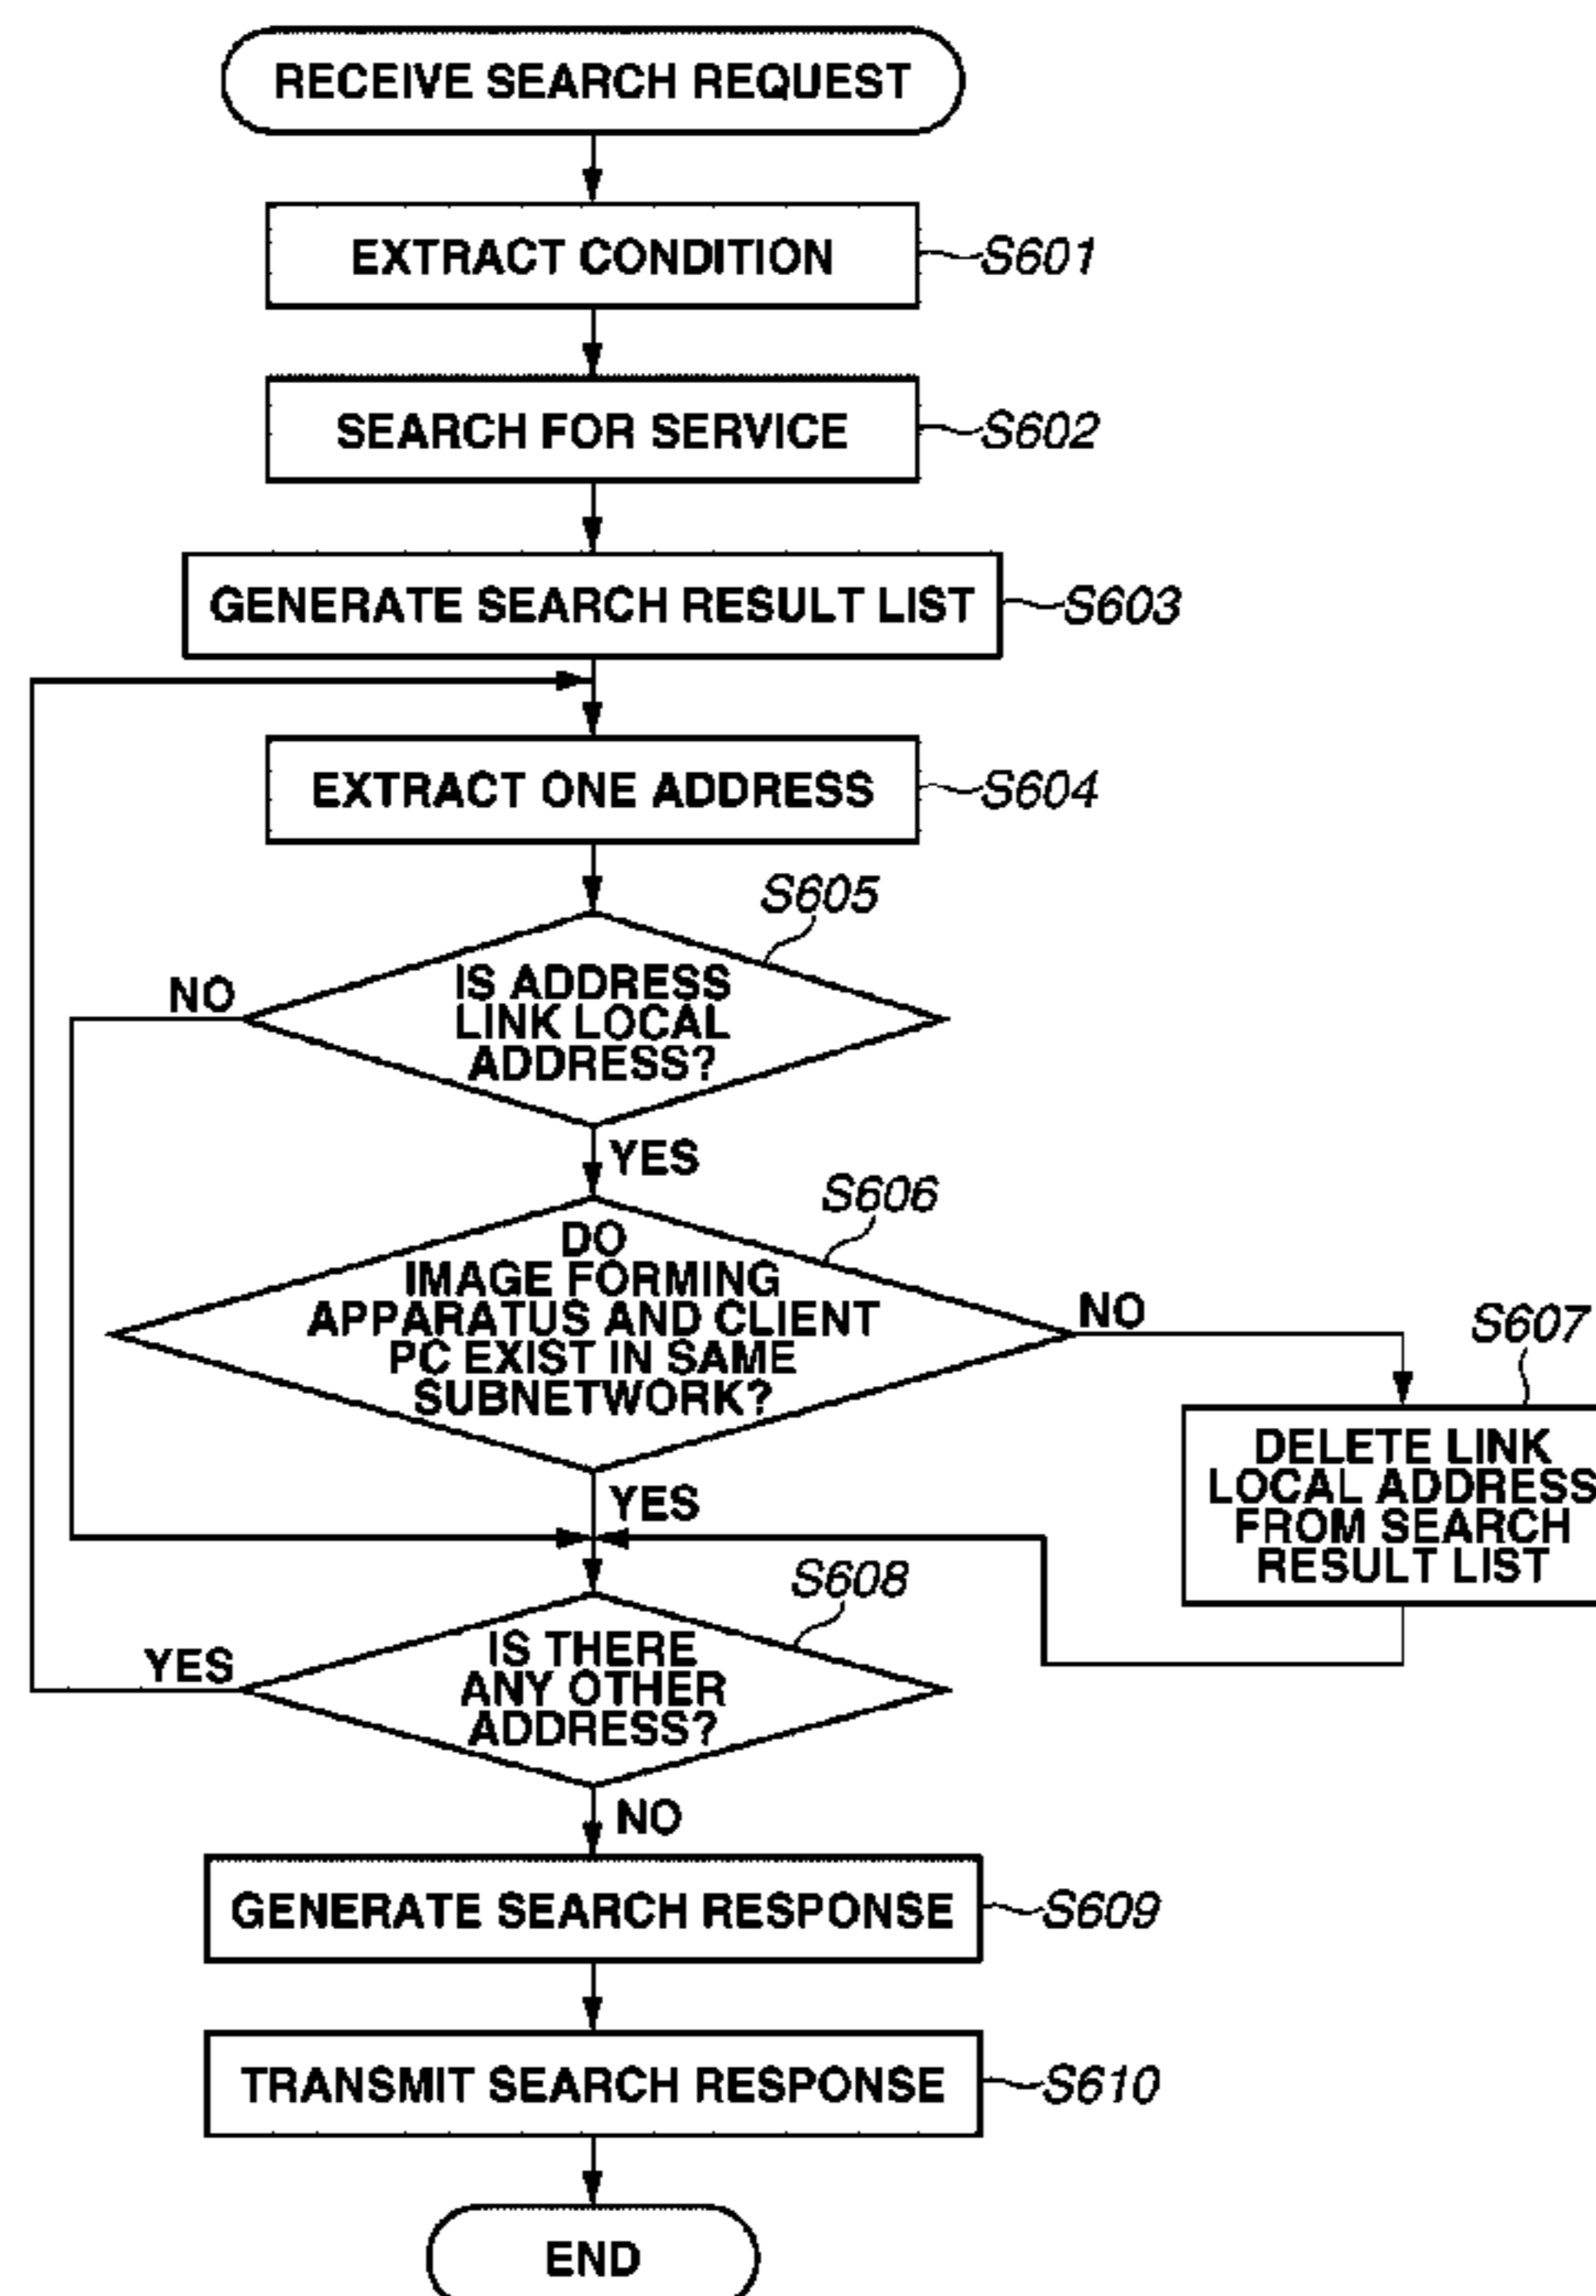 RECEIVE SEARCH REQUEST
EXTRACT CONDITION
S601
SEARCH FOR SERVICE
S602
GENERATE SEARCH RESULT LIST
S603
EXTRACT ONE ADDRESS
S604
S605
NO
IS ADDRESS
LINK LOCAL
ADDRESS?
YES
S606
DO
IMAGE FORMING
APPARATUS AND CLIENT
PC EXIST IN SAME
SUBNETWORK?
NO
S607
DELETE LINK
LOCAL ADDRESS
FROM SEARCH
RESULT LIST
YES
S608
YES
IS THERE
ANY OTHER
ADDRESS?
NO
GENERATE SEARCH RESPONSE
S609
TRANSMIT SEARCH RESPONSE
S610
END